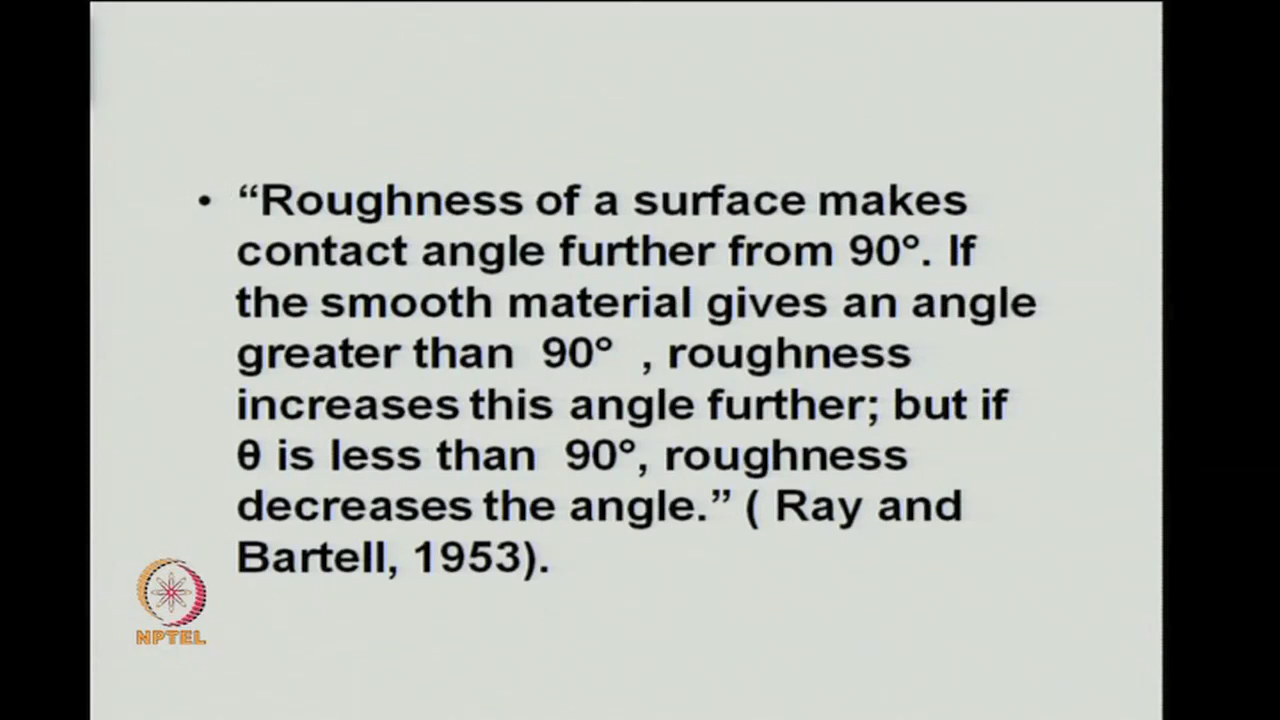 • “Roughness of a surface makes
contact angle further from 90°. If
the smooth material gives an angle
greater than 90° , roughness
increases this angle further; but if
θ is less than 90°, roughness
decreases the angle.” ( Ray and
Bartell, 1953).
NPTEL